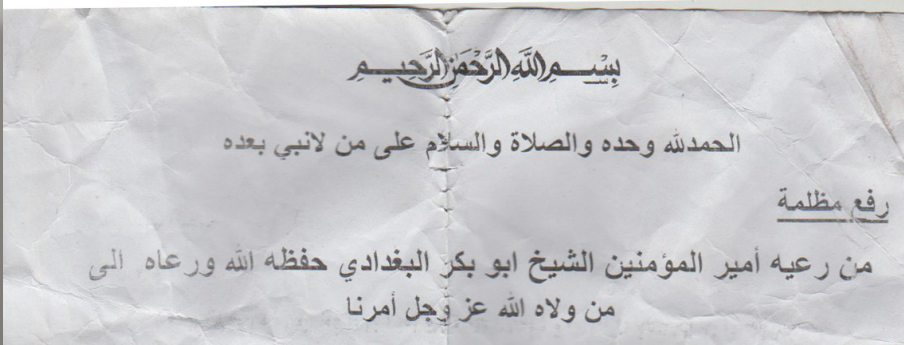 بسم الله الرحمن الرحيم
الحمدلله وحده والصلاة والسلام على من لانبي بعده
رفع مظلمة
من رعيه أمير المؤمنين الشيخ ابو بكر البغدادي حفظه الله ورعاه الى
من ولاه الله عز وجل أمرنا